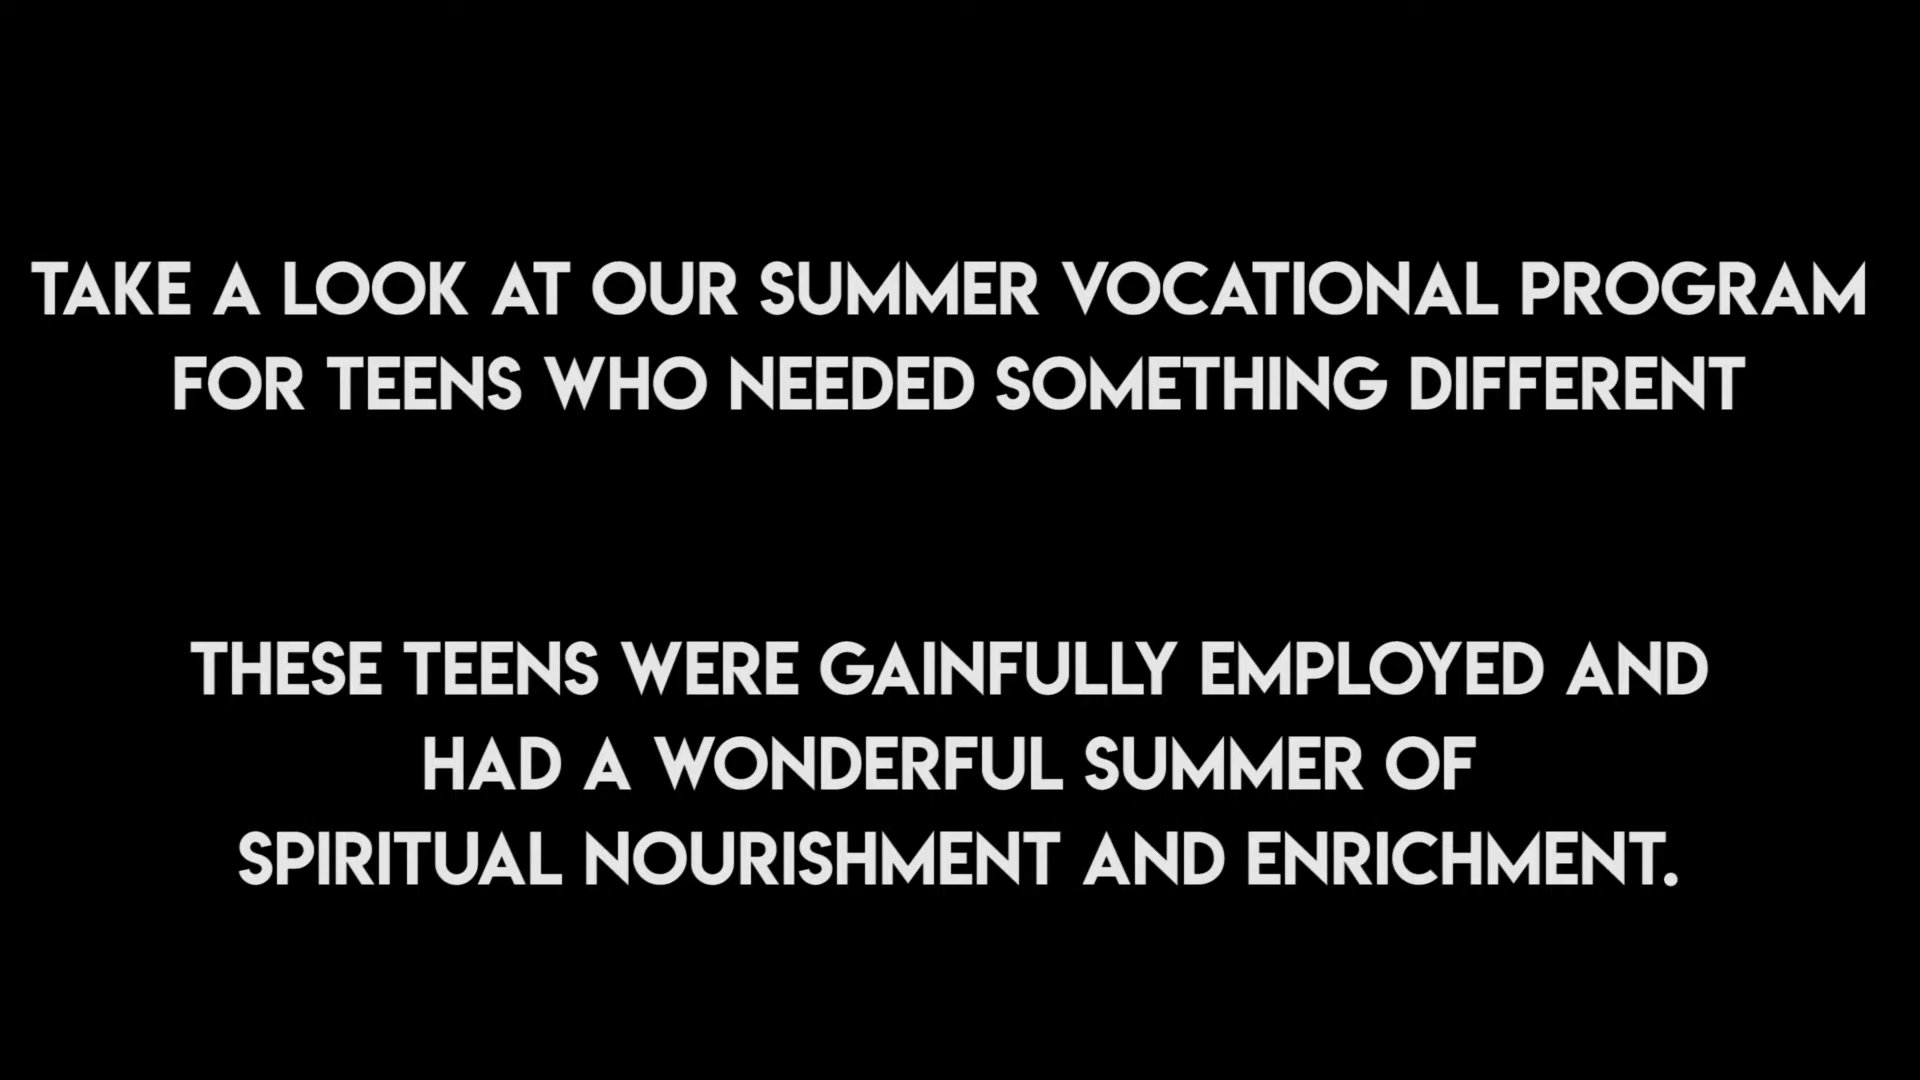 TAKE A LOOK AT OUR SUMMER VOCATIONAL PROGRAM
FOR TEENS WHO NEEDED SOMETHING DIFFERENT
THESE TEENS WERE GAINFULLY EMPLOYED AND
HAD A WONDERFUL SUMMER OF
SPIRITUAL NOURISHMENT AND ENRICHMENT.